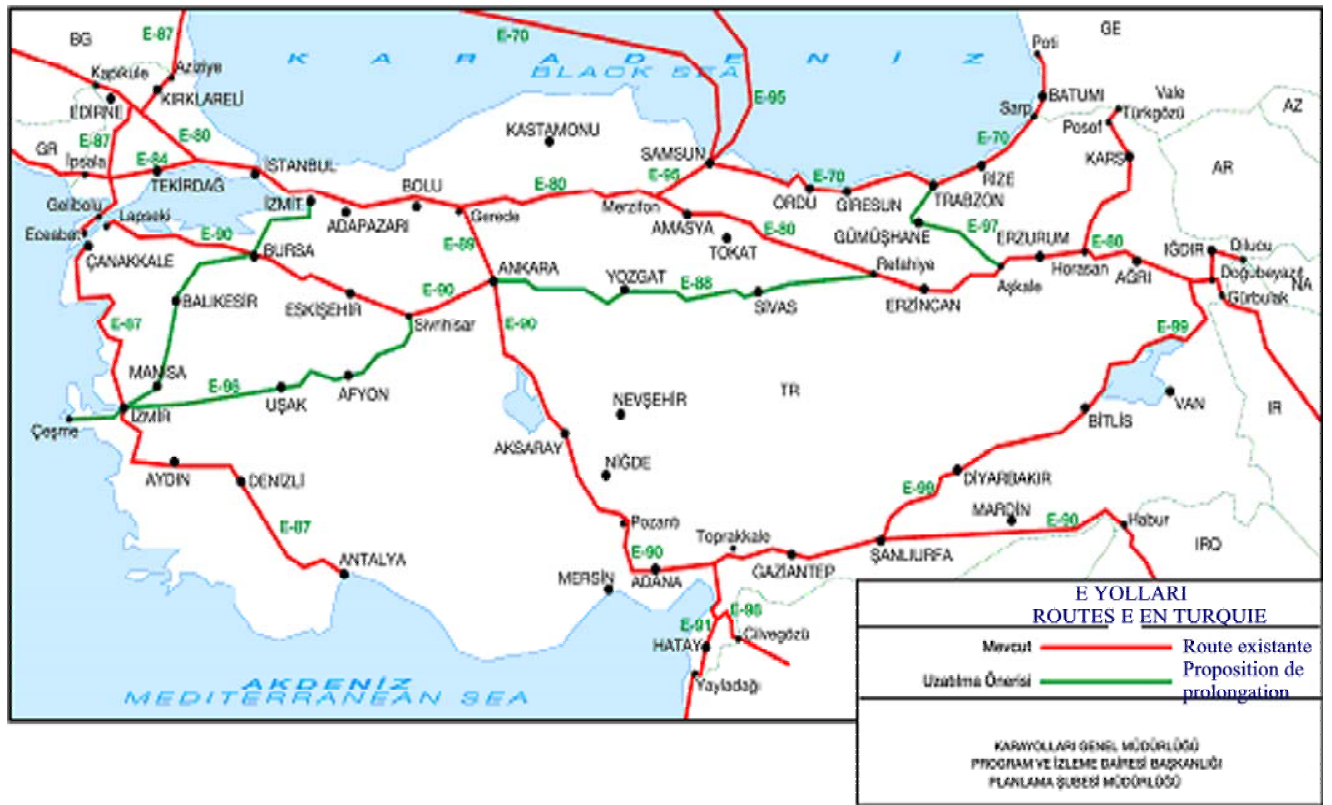 E-87
BG
E-70
GE
Poti
K A R A D E N İ Z
BLACK SEA
Kapıkule
Aziziye
EDİRNE
KIRKLARELİ
E-95
BATUMI
Vale
Sarp
Türkgözü
AZ
Posof
KASTAMONU
E-87
E-80
GR
İpsala
E-84
TEKİRDAĞ
İSTANBUL
SAMSUN
E-70
KARS
AR
RİZE
E-95
E-70
BOLU
E-80
İZMİT
Gelibolu
Lapseki
ADAPAZARI
Gerede
Merzifon
ORDU
GİRESUN
TRABZON
Eceabat
AMASYA
E-90
E-80
GÜMÜŞHANE
E-97
ERZURUM
E-80
IĞDIR
Dilucu
ÇANAKKALE
BURSA
E-89
TOKAT
Horasan
AĞRI
Doğubeyazıt
NA
Refahiye
Aşkale
Gürbulak
ANKARA
YOZGAT
E-88
SİVAS
ERZİNCAN
BALIKESİR
ESKİŞEHİR
E-90
Sivrihisar
E-87
E-90
E-99
MANİSA
E-96
UŞAK
AFYON
TR
NEVŞEHİR
VAN
IR
Çeşme
İZMİR
BİTLİS
AKSARAY
NİĞDE
AYDIN
DENİZLİ
DİYARBAKIR
E-99
MARDİN
E-90
Habur
E-87
Pozantı
Toprakkale
IRQ
ANTALYA
E-90
ADANA
GAZİANTEP
ŞANLIURFA
MERSİN
E-91
E-98
HATAY
Cilvegözü
Yayladağı
AKDENİZ
MEDITERRANEAN SEA
E YOLLARI
ROUTES E EN TURQUIE
Mevcut
Route existante
Uzatılma Önerisi
Proposition de
prolongation
KARAYOLLARI GENEL MÜDÜRLÜĞÜ
PROGRAM VE İZLEME DAİRESİ BAŞKANLIĞI
PLANLAMA ŞUBESİ MÜDÜRLÜĞÜ